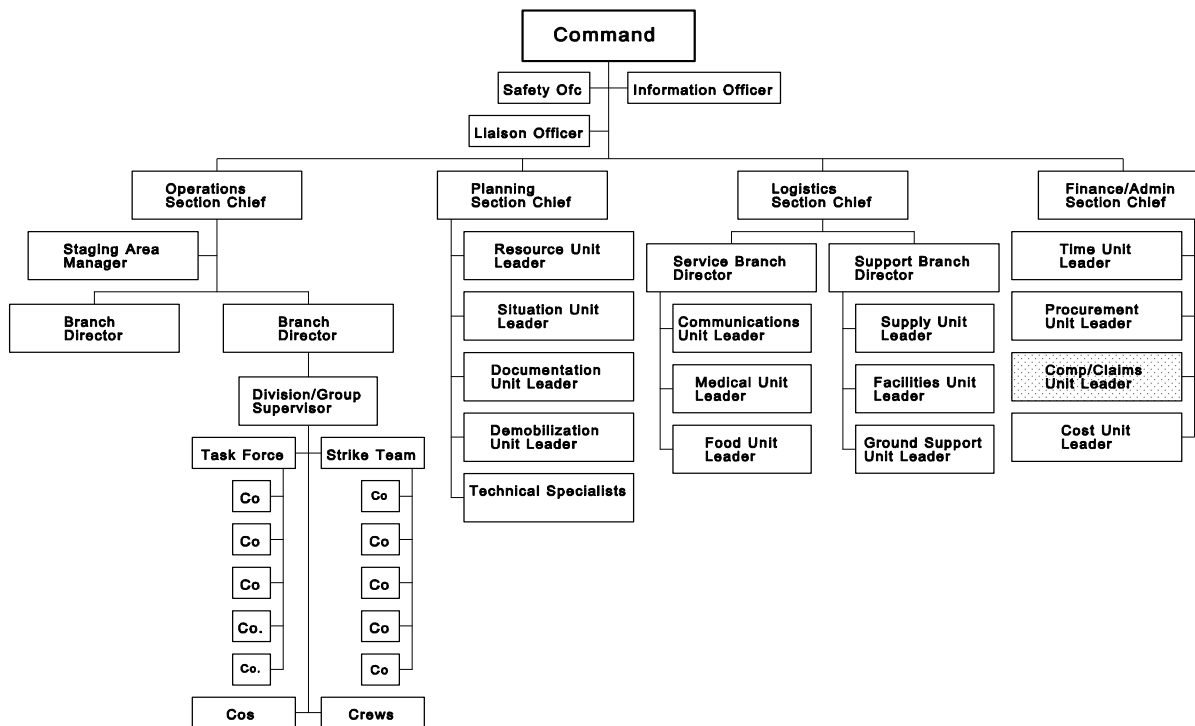 Command
Safety Ofc
Information Officer
Liaison Officer
Operations
Section Chief
Planning
Section Chief
Logistics
Section Chief
Finance/Admin
Section Chief
Staging Area
Manager
Branch
Director
Branch
Director
Division/Group
Supervisor
Task Force
Strike Team
Co
Co
Co
Co
Co
Co
Co.
Co
Co.
Co
Cos
Crews
Resource Unit
Leader
Situation Unit
Leader
Documentation
Unit Leader
Demobilization
Unit Leader
Technical Specialists
Service Branch
Director
Support Branch
Director
Communications
Unit Leader
Medical Unit
Leader
Food Unit
Leader
Supply Unit
Leader
Facilities Unit
Leader
Ground Support
Unit Leader
Time Unit
Leader
Procurement
Unit Leader
Comp/Claims
Unit Leader
Cost Unit
Leader